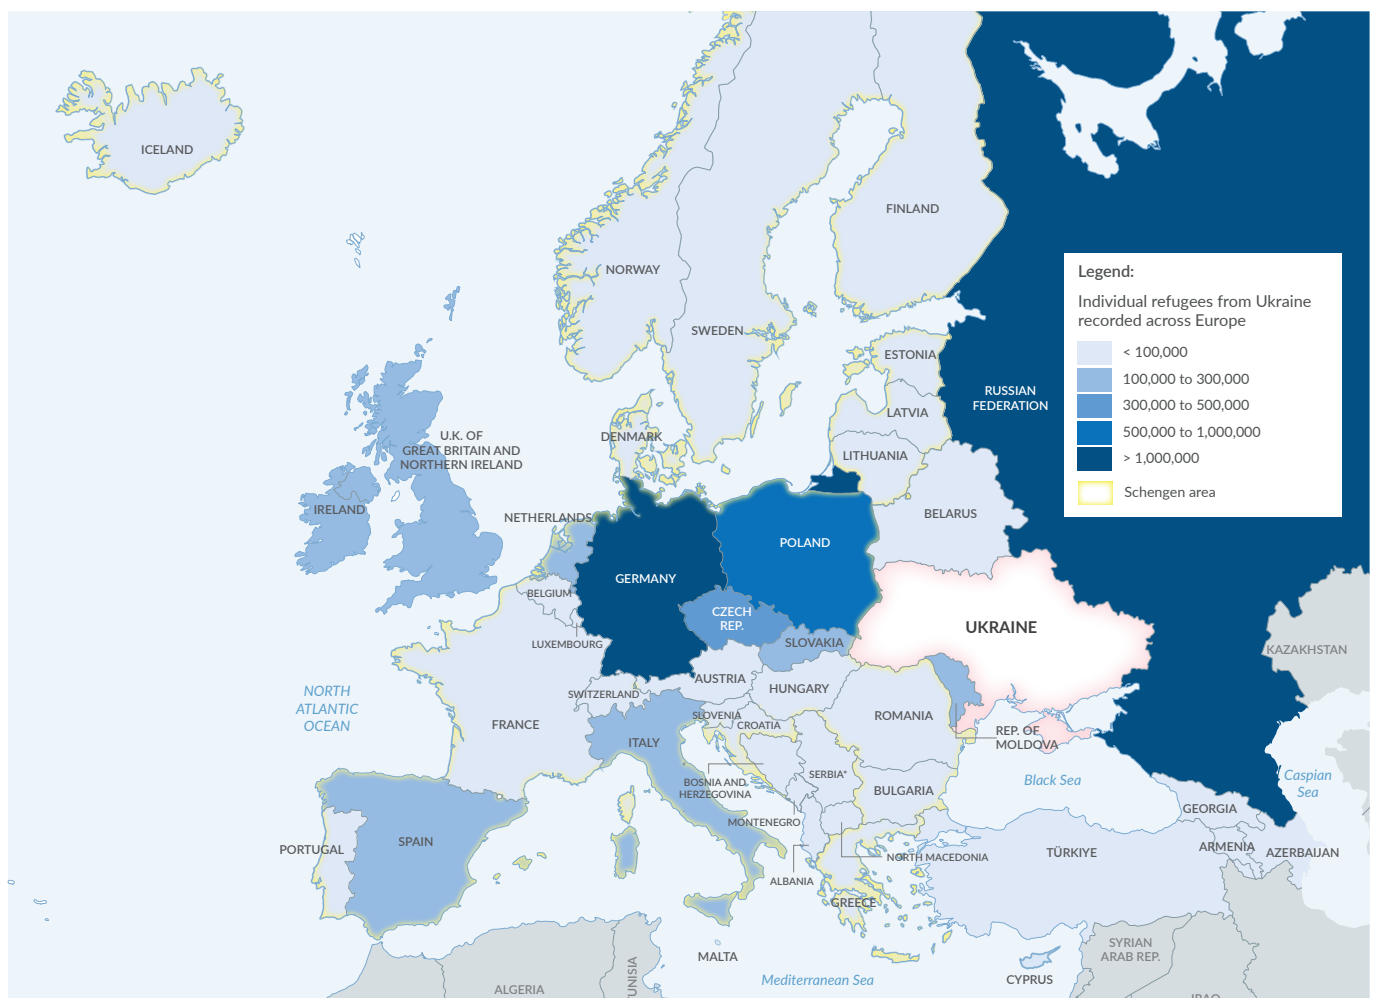 ICELAND
FINLAND
NORWAY
SWEDEN
ESTONIA
LATVIA
LITHUANIA
DENMARK
U.K. OF
GREAT BRITAIN AND
NORTHERN IRELAND
IRELAND
NETHERLANDS
BELARUS
RUSSIAN
FEDERATION
Legend:
Individual refugees from Ukraine
recorded across Europe
< 100,000
100,000 to 300,000
300,000 to 500,000
500,000 to 1,000,000
> 1,000,000
Schengen area
POLAND
GERMANY
BELGIUM
LUXEMBOURG
CZECH
REP.
SLOVAKIA
UKRAINE
KAZAKHSTAN
NORTH
ATLANTIC
OCEAN
FRANCE
SWITZERLAND
AUSTRIA
HUNGARY
SLOVENIA
CROATIA
ROMANIA
REP. OF
MOLDOVA
ITALY
BOSNIA AND
HERZEGOVINA
SERBIA*
BULGARIA
MONTENEGRO
Black Sea
Caspian
Sea
GEORGIA
ARMENIA
AZERBAIJAN
PORTUGAL
SPAIN
NORTH MACEDONIA
ALBANIA
GREECE
TÜRKIYE
MALTA
Mediterranean Sea
CYPRUS
SYRIAN
ARAB REP.
ALGERIA
UNISIA
IRAQ